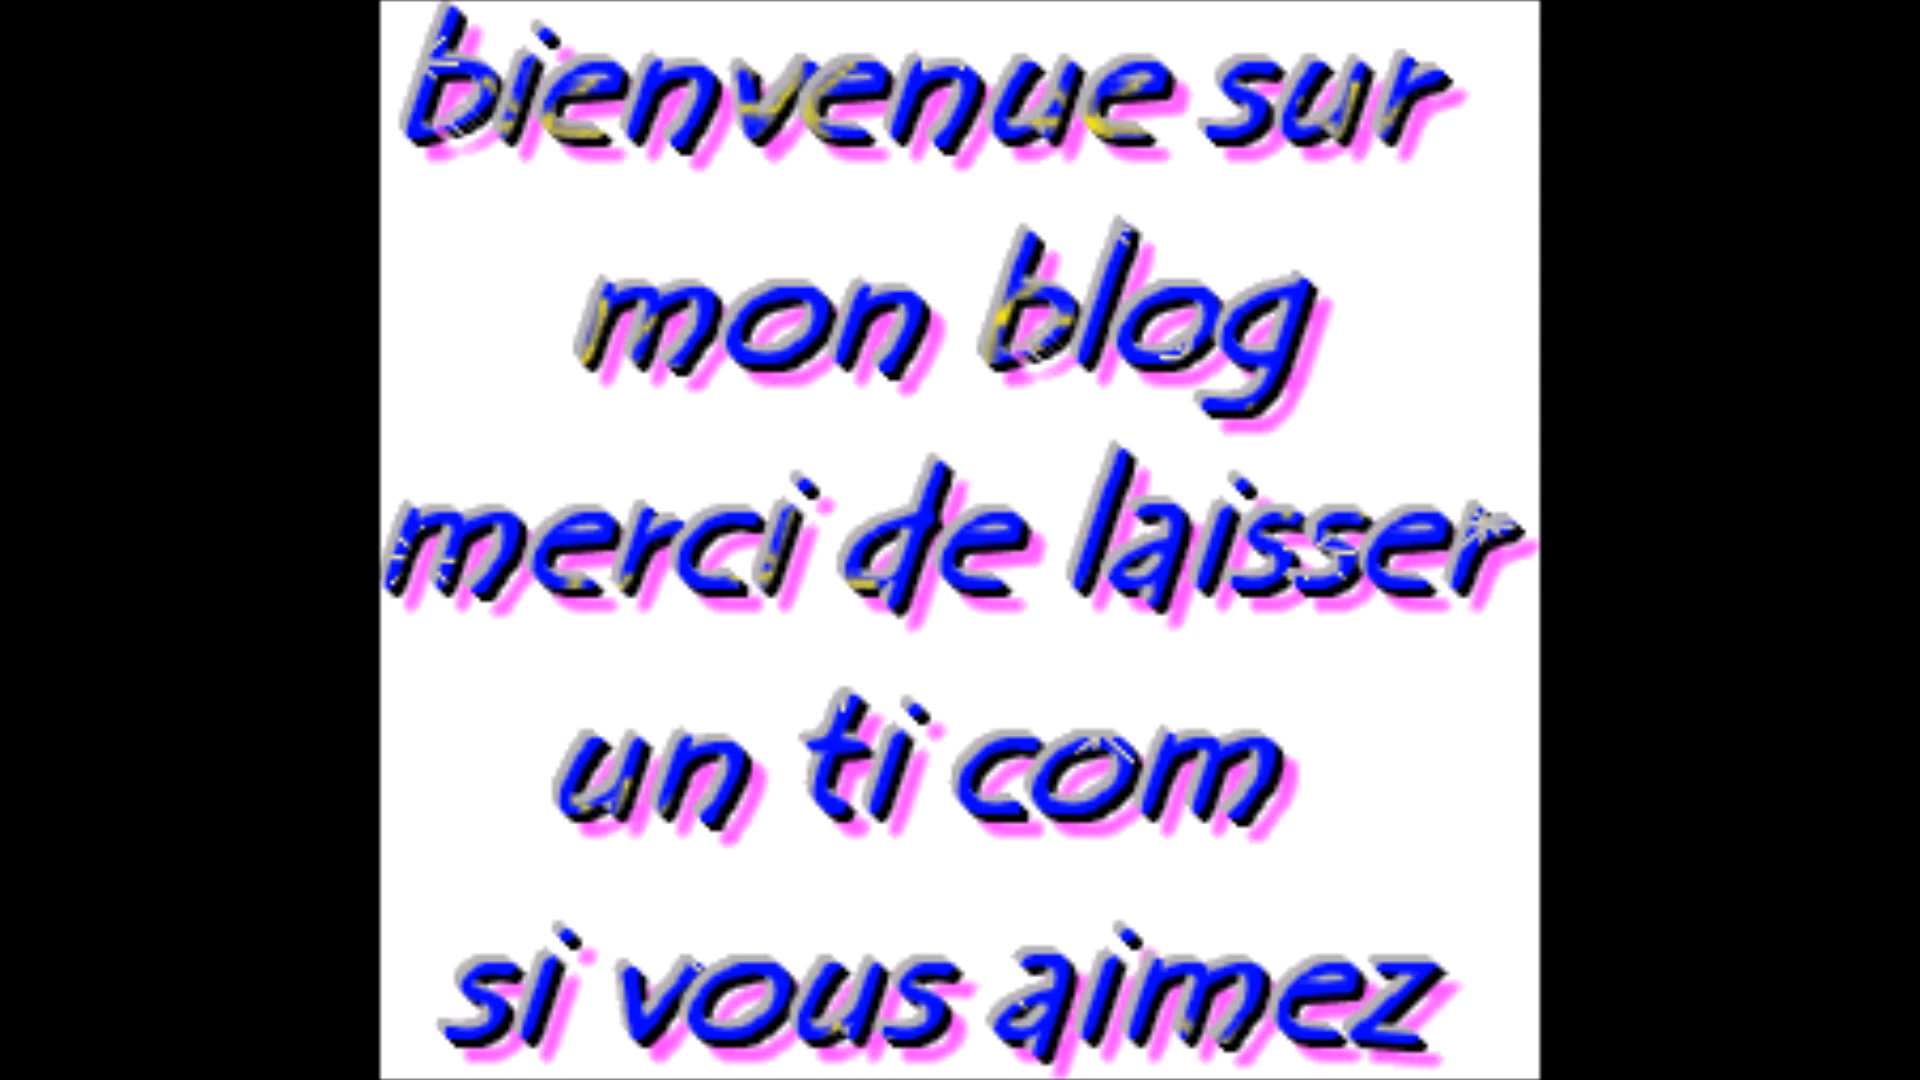 bienvenue sur
mon blog
merci de laisser
un ti com
si vous aimez